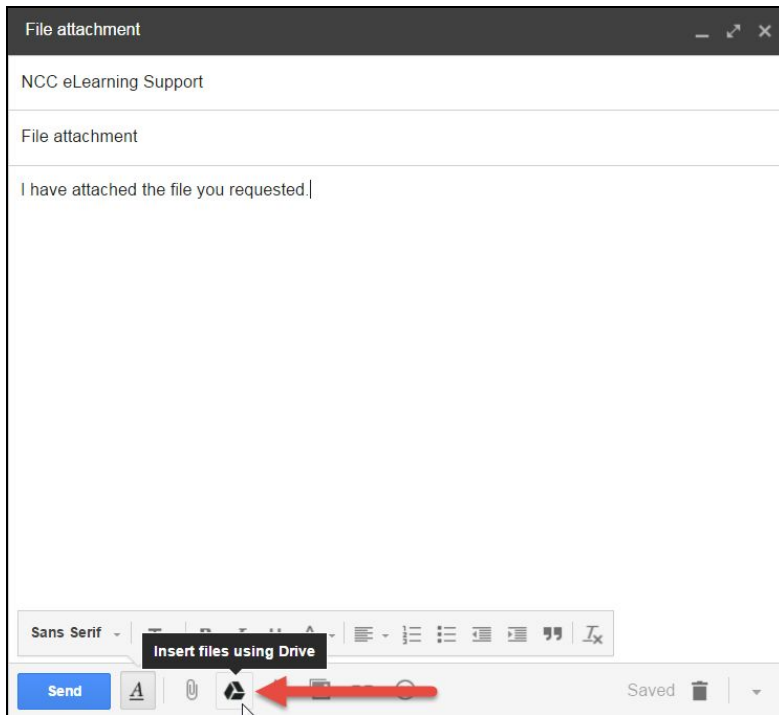 File attachment
NCC eLearning Support
File attachment
I have attached the file you requested.
Sans Serif
Insert files using Drive
Send A Saved